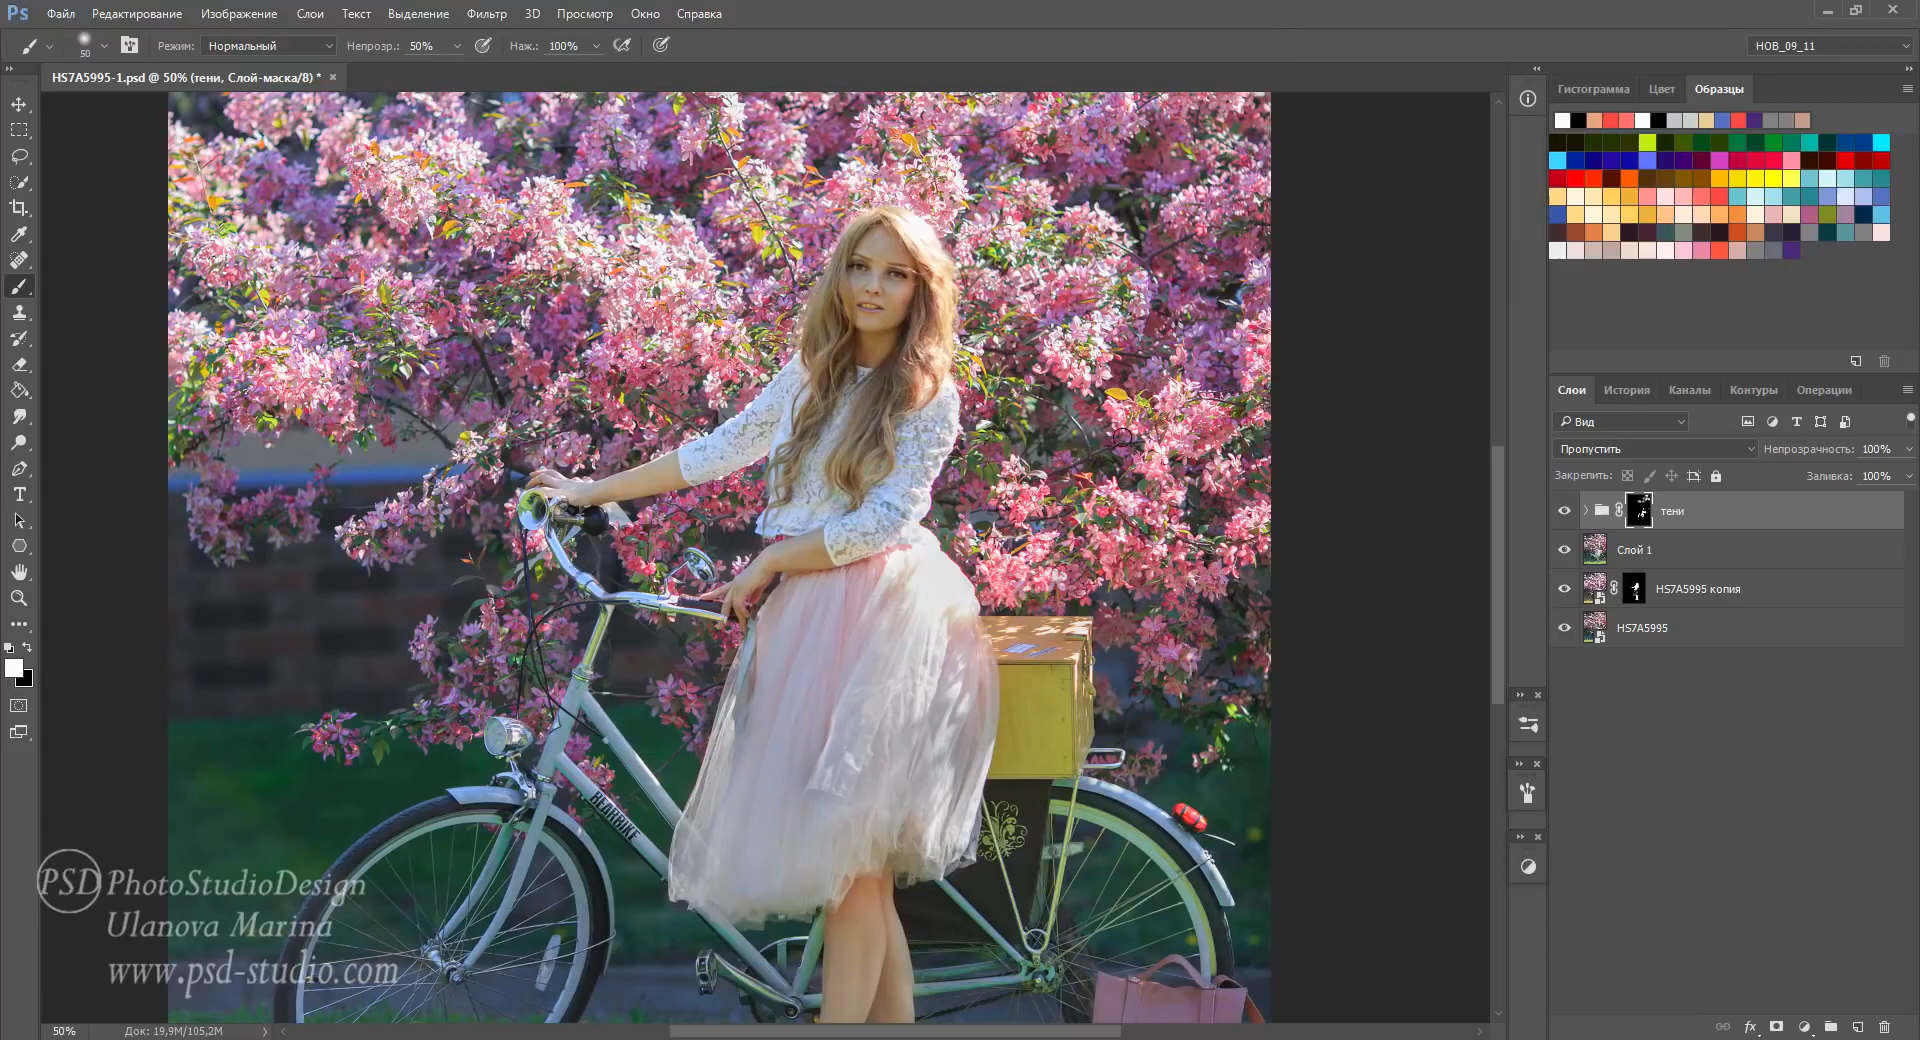 Ps Файл Редактирование Изображение Слои Текст Выделение Фильтр 3D Просмотр Окно Справка
50 Режим: Нормальный Непрозр.: 50% Наж.: 100% НОВ_09_11
HS7A5995-1.psd @ 50% (тени, Слой-маска/8) *
Гистограмма Цвет Образцы
Слои История Каналы Контуры Операции
Вид
Пропустить Непрозрачность: 100%
Закрепить: Заливка: 100%
тени
Слой 1
HS7A5995 копия
HS7A5995
BEARBIKE
PSD PhotoStudioDesign
Ulanova Marina
www.psd-studio.com
50% Док: 19,9M/105,2M
fx